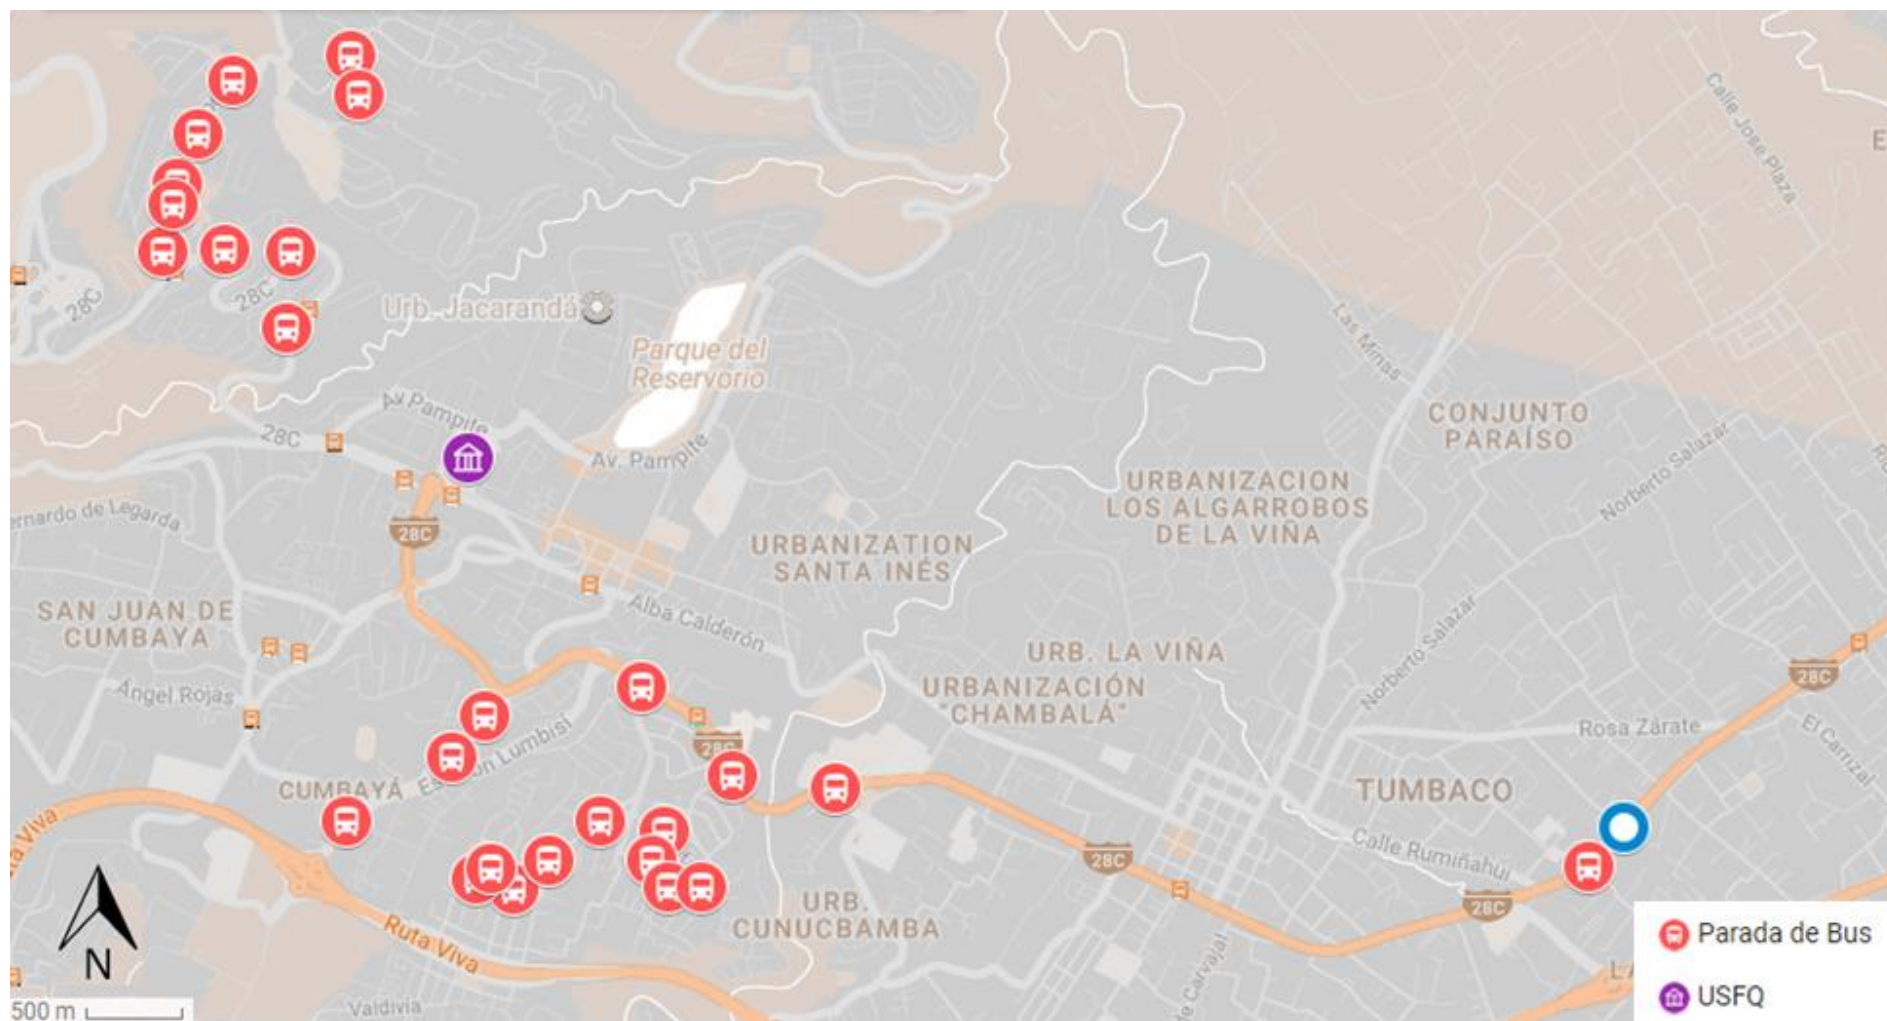 Calle Jose Plaza
E
28C
28C
Urb. Jacarandá
Parque del
Reservorio
Las Minas
Av Pampite
28C
Av. Pampite
CONJUNTO
PARAÍSO
Norberto Salazar
URBANIZACION
LOS ALGARROBOS
DE LA VIÑA
ernardo de Legarda
28C
URBANIZATION
SANTA INÉS
SAN JUAN DE
CUMBAYA
Alba Calderón
Norberto Salazar
URB. LA VIÑA
28C
Ángel Rojas
URBANIZACIÓN
"CHAMBALÁ"
Rosa Zárate
El Carrizal
28C
CUMBAYÁ
TUMBACO
Viva
Calle Rumiñahui
28C
28C
URB.
CUNUCBAMBA
Ruta Viva
de Carvajal
N
500 m
Valdivia
Parada de Bus
USFQ